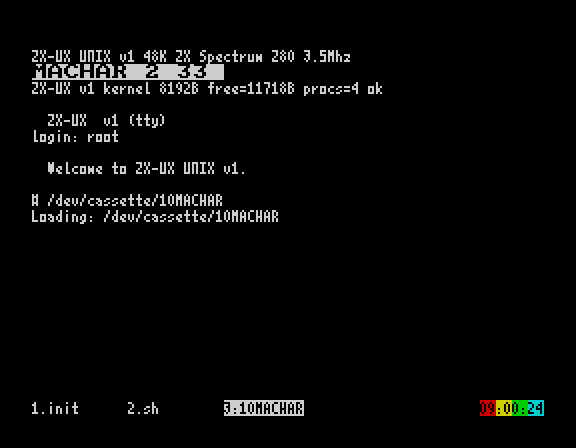 ZX-UX UNIX v1 48K ZX Spectrum Z80 3.5Mhz
MACHAR 2 33
ZX-UX v1 kernel 8192B free=11718B procs=4 ok
ZX-UX v1 (tty)
login: root
Welcome to ZX-UX UNIX v1.
# /dev/cassette/10MACHAR
Loading: /dev/cassette/10MACHAR
1.init 2.sh 3.10MACHAR 09:00:24